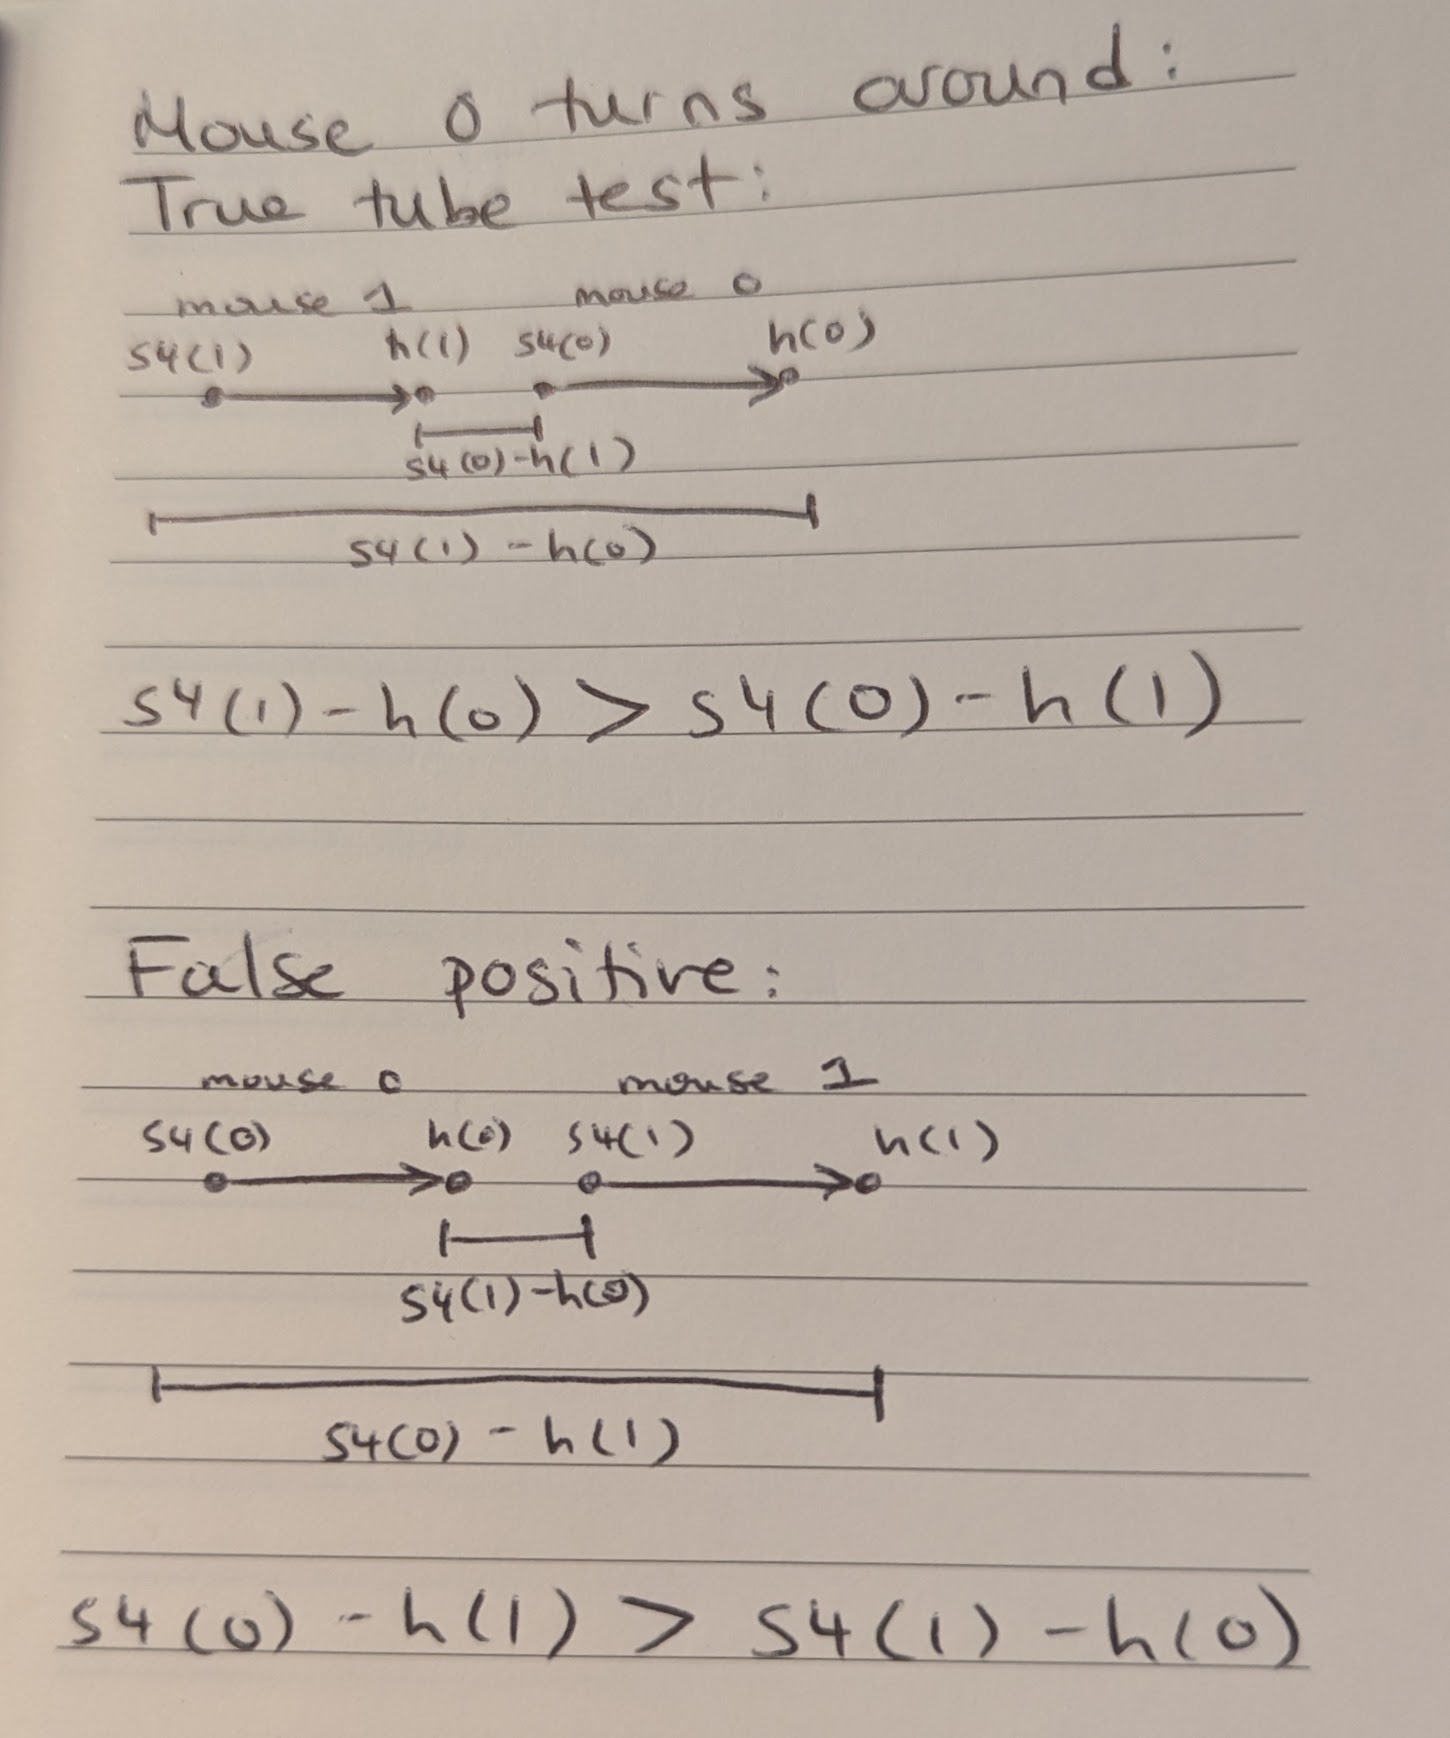 Mouse 0 turns around:
True tube test:
mouse 1 mouse 0
s4(1) h(1) s4(0) h(0)
s4(0)-h(1)
s4(1) - h(0)
s4(1) - h(0) > s4(0) - h(1)
False positive:
mouse 0 mouse 1
s4(0) h(0) s4(1) h(1)
s4(1)-h(0)
s4(0) - h(1)
s4(0) - h(1) > s4(1) - h(0)